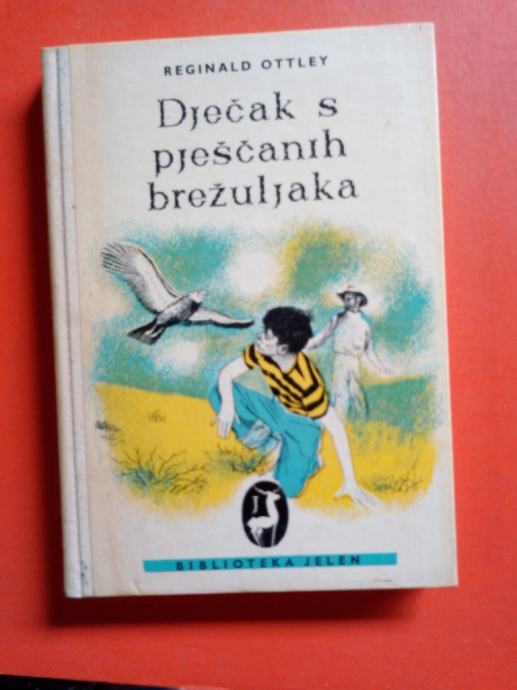 REGINALD OTTLEY
Dječak s
pješčanih
brežuljaka
J
BIBLIOTEKA JELEN